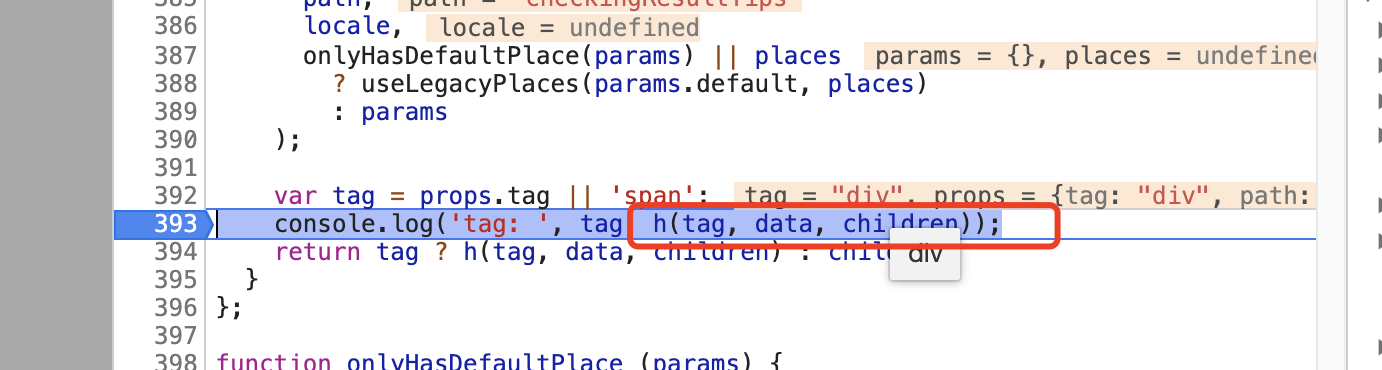 385 path, path = "checkingResultTips"
386 locale, locale = undefined
387 onlyHasDefaultPlace(params) || places params = {}, places = undefined
388 ? useLegacyPlaces(params.default, places)
389 : params
390 );
391
392 var tag = props.tag || 'span'; tag = "div", props = {tag: "div", path:
393 console.log('tag: ', tag h(tag, data, children));
394 return tag ? h(tag, data, children) : chil
div
395 }
396 };
397
398 function onlyHasDefaultPlace (params) {